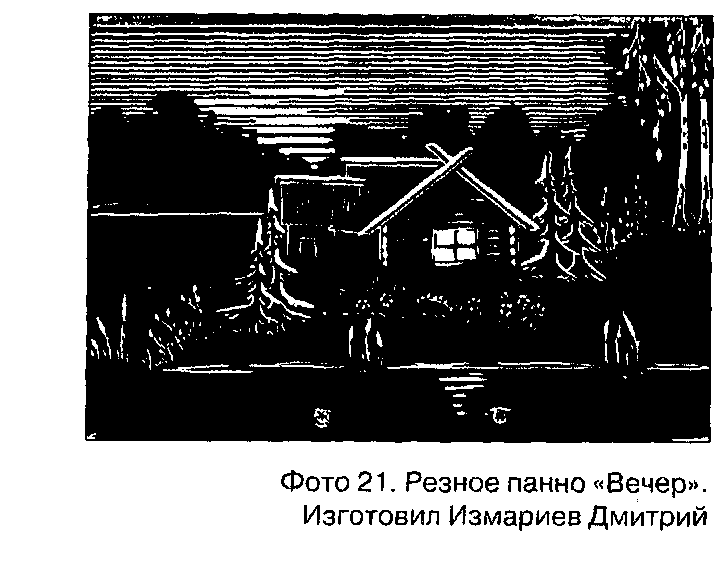 Фото 21. Резное панно «Вечер».
Изготовил Измариев Дмитрий